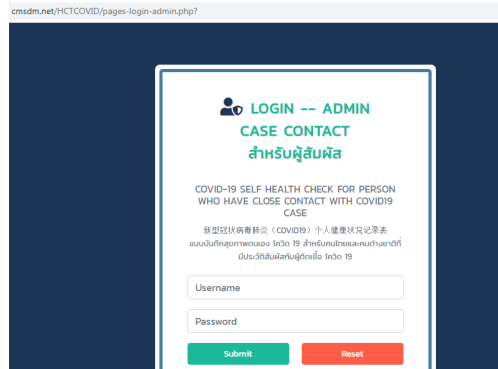 cmsdm.net/HCTCOVID/pages-login-admin.php?
LOGIN -- ADMIN
CASE CONTACT
สำหรับผู้สัมผัส
COVID-19 SELF HEALTH CHECK FOR PERSON
WHO HAVE CLOSE CONTACT WITH COVID19
CASE
新型冠状病毒肺炎（COVID19）个人健康状况记录表
แบบบันทึกสุขภาพตนเอง โควิด 19 สำหรับคนไทยและคนต่างชาติที่
มีประวัติสัมผัสกับผู้ติดเชื้อ โควิด 19
Username
Password
Submit Reset